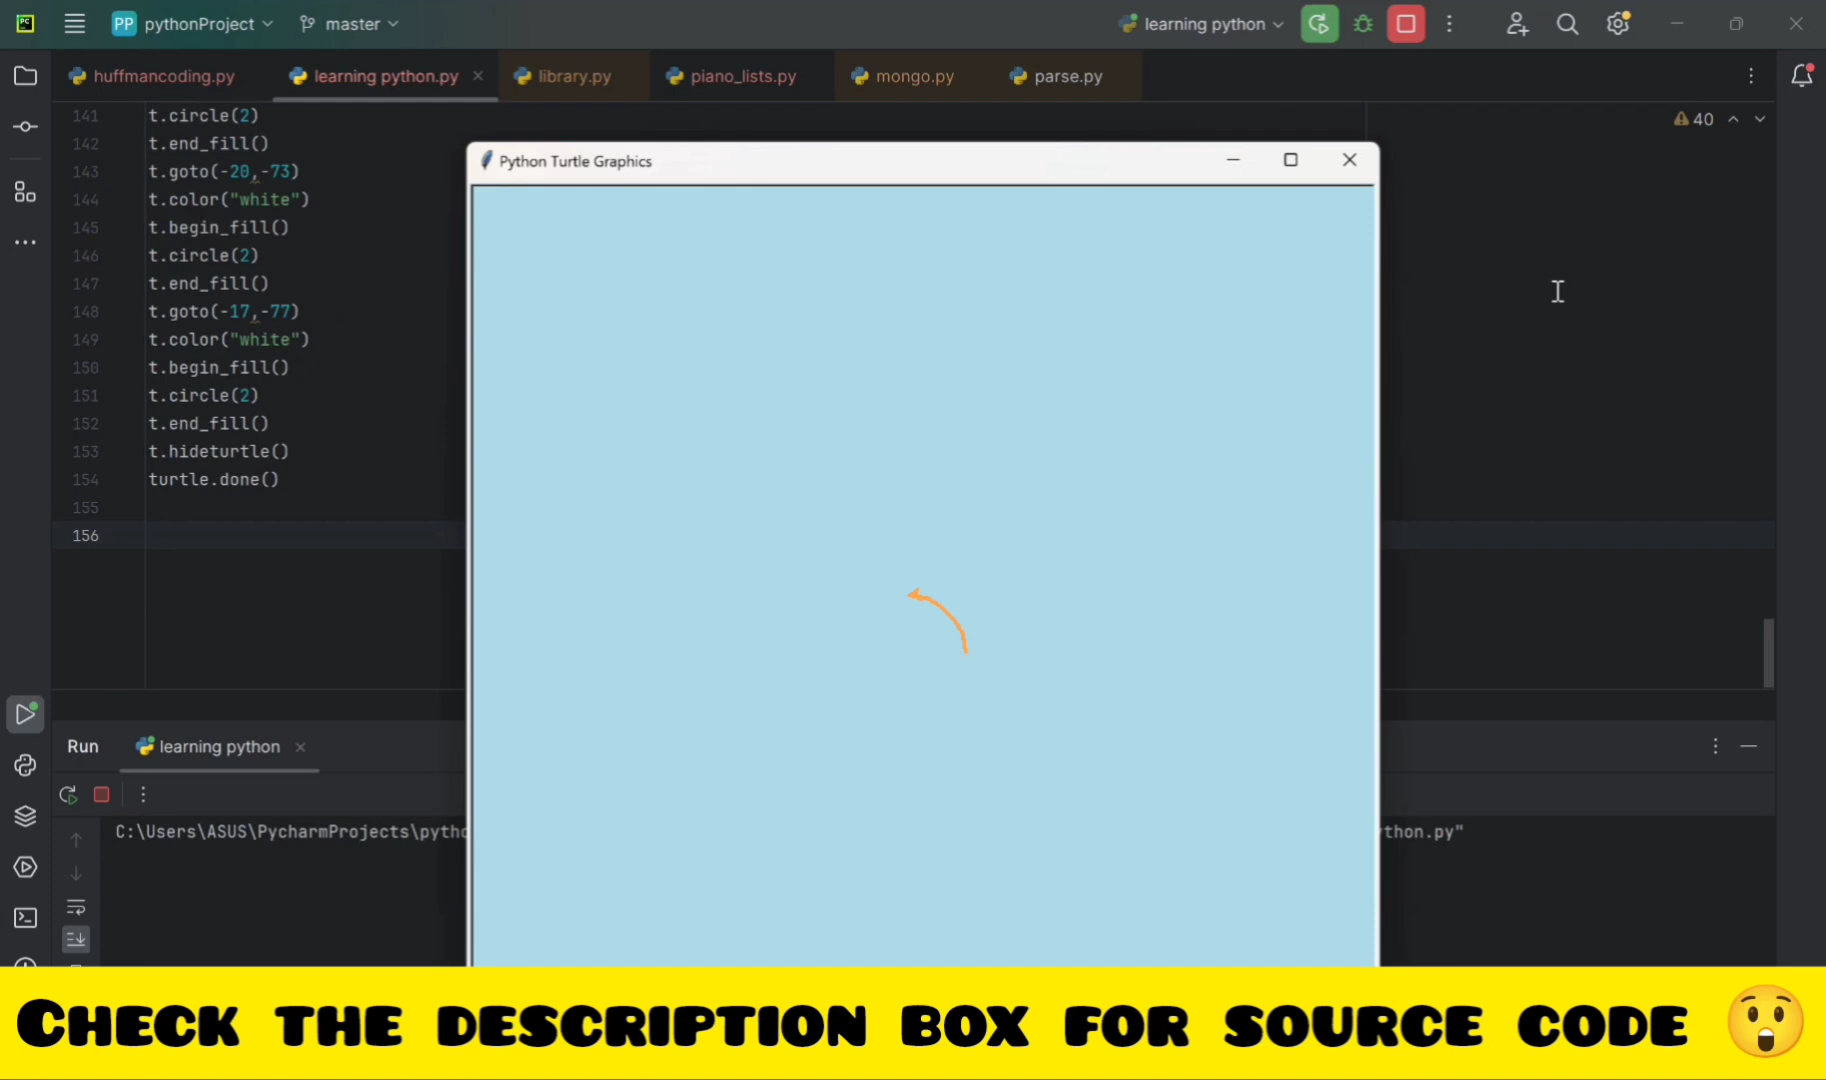 PC
PP pythonProject master learning python
huffmancoding.py learning python.py library.py piano_lists.py mongo.py parse.py
40
141 t.circle(2)
142 t.end_fill()
143 t.goto(-20,-73)
144 t.color("white")
145 t.begin_fill()
146 t.circle(2)
147 t.end_fill()
148 t.goto(-17,-77)
149 t.color("white")
150 t.begin_fill()
151 t.circle(2)
152 t.end_fill()
153 t.hideturtle()
154 turtle.done()
155
156
Python Turtle Graphics
Run learning python
C:\Users\ASUS\PycharmProjects\pytho
thon.py"
CHECK THE DESCRIPTION BOX FOR SOURCE CODE 😲